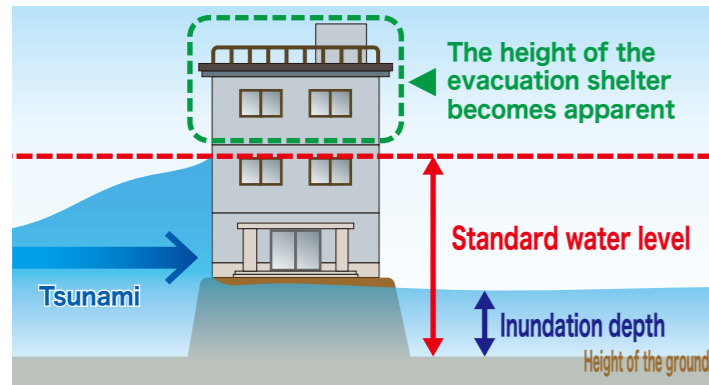 The height of the
evacuation shelter
becomes apparent
Standard water level
Tsunami
Inundation depth
Height of the ground